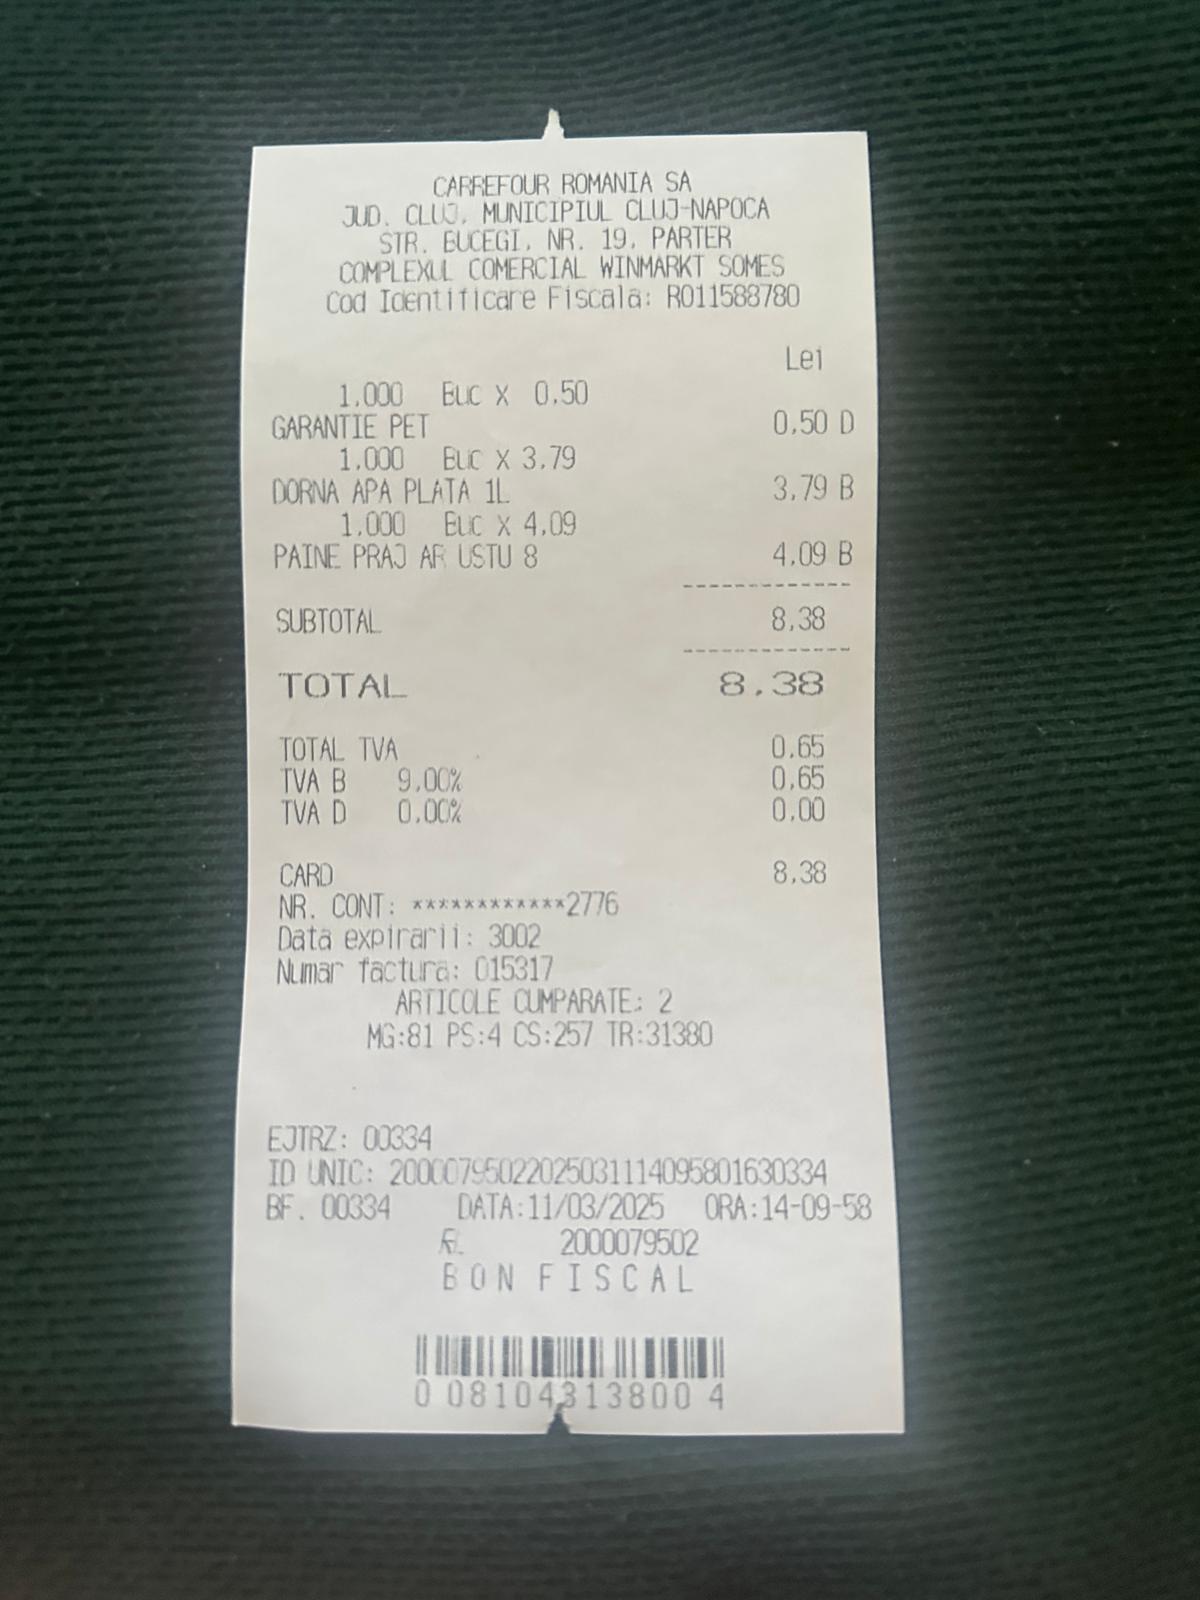 CARREFOUR ROMANIA SA
JUD. CLUJ, MUNICIPIUL CLUJ-NAPOCA
STR. BUCEGI, NR. 19, PARTER
COMPLEXUL COMERCIAL WINMARKT SOMES
Cod Identificare Fiscala: RO11588780
Lei
1.000 Buc X 0.50
GARANTIE PET 0.50 D
1.000 Buc X 3.79
DORNA APA PLATA 1L 3.79 B
1.000 Buc X 4.09
PAINE PRAJ AR USTU 8 4.09 B
-------------
SUBTOTAL 8.38
-------------
TOTAL 8.38
TOTAL TVA 0.65
TVA B 9.00% 0.65
TVA D 0.00% 0.00
CARD 8.38
NR. CONT: ************2776
Data expirarii: 3002
Numar factura: 015317
ARTICOLE CUMPARATE: 2
MG:81 PS:4 CS:257 TR:31380
EJTRZ: 00334
ID UNIC: 2000079502202503111409580163​0334
BF. 00334 DATA:11/03/2025 ORA:14-09-58
2000079502
BON FISCAL
0 08104313800 4